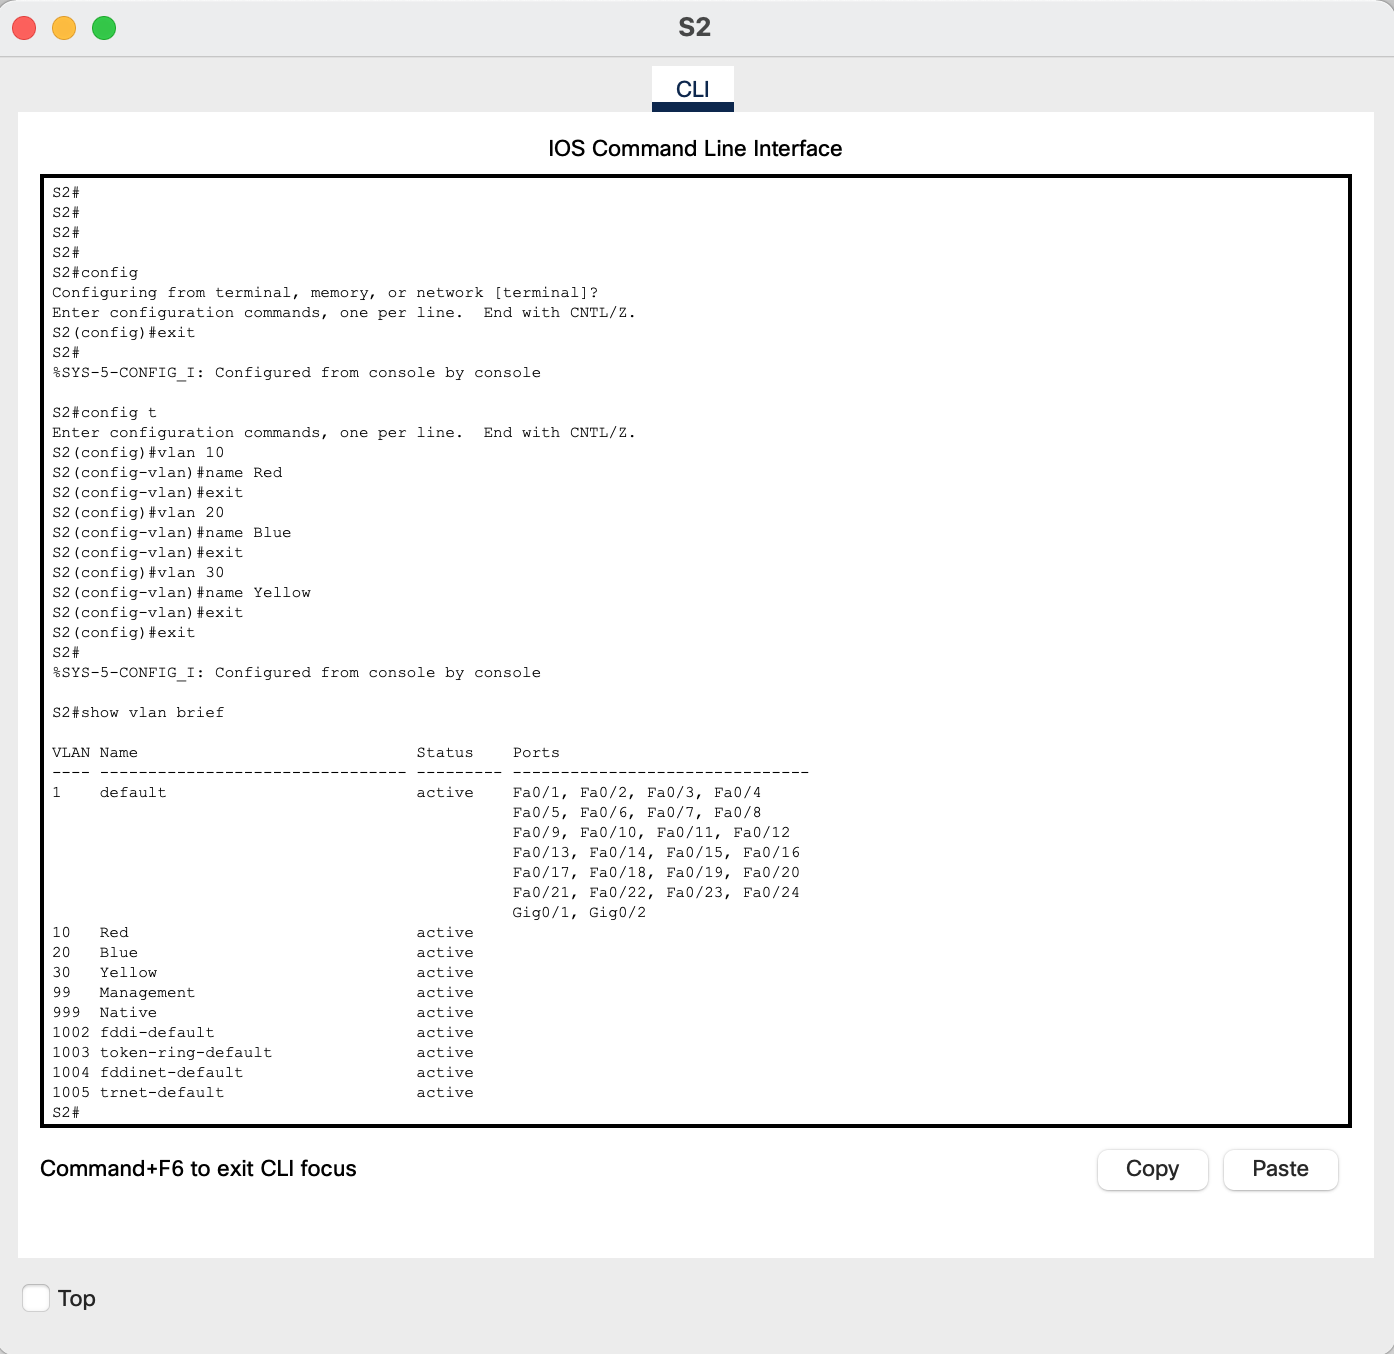 S2
CLI
IOS Command Line Interface
S2#
S2#
S2#
S2#
S2#config
Configuring from terminal, memory, or network [terminal]?
Enter configuration commands, one per line.  End with CNTL/Z.
S2(config)#exit
S2#
%SYS-5-CONFIG_I: Configured from console by console
S2#config t
Enter configuration commands, one per line.  End with CNTL/Z.
S2(config)#vlan 10
S2(config-vlan)#name Red
S2(config-vlan)#exit
S2(config)#vlan 20
S2(config-vlan)#name Blue
S2(config-vlan)#exit
S2(config)#vlan 30
S2(config-vlan)#name Yellow
S2(config-vlan)#exit
S2(config)#exit
S2#
%SYS-5-CONFIG_I: Configured from console by console
S2#show vlan brief
VLAN Name                             Status    Ports
---- -------------------------------- --------- -------------------------------
1    default                          active    Fa0/1, Fa0/2, Fa0/3, Fa0/4
                                                Fa0/5, Fa0/6, Fa0/7, Fa0/8
                                                Fa0/9, Fa0/10, Fa0/11, Fa0/12
                                                Fa0/13, Fa0/14, Fa0/15, Fa0/16
                                                Fa0/17, Fa0/18, Fa0/19, Fa0/20
                                                Fa0/21, Fa0/22, Fa0/23, Fa0/24
                                                Gig0/1, Gig0/2
10   Red                              active
20   Blue                             active
30   Yellow                           active
99   Management                       active
999  Native                           active
1002 fddi-default                     active
1003 token-ring-default               active
1004 fddinet-default                  active
1005 trnet-default                    active
S2#
Command+F6 to exit CLI focus
Copy
Paste
Top